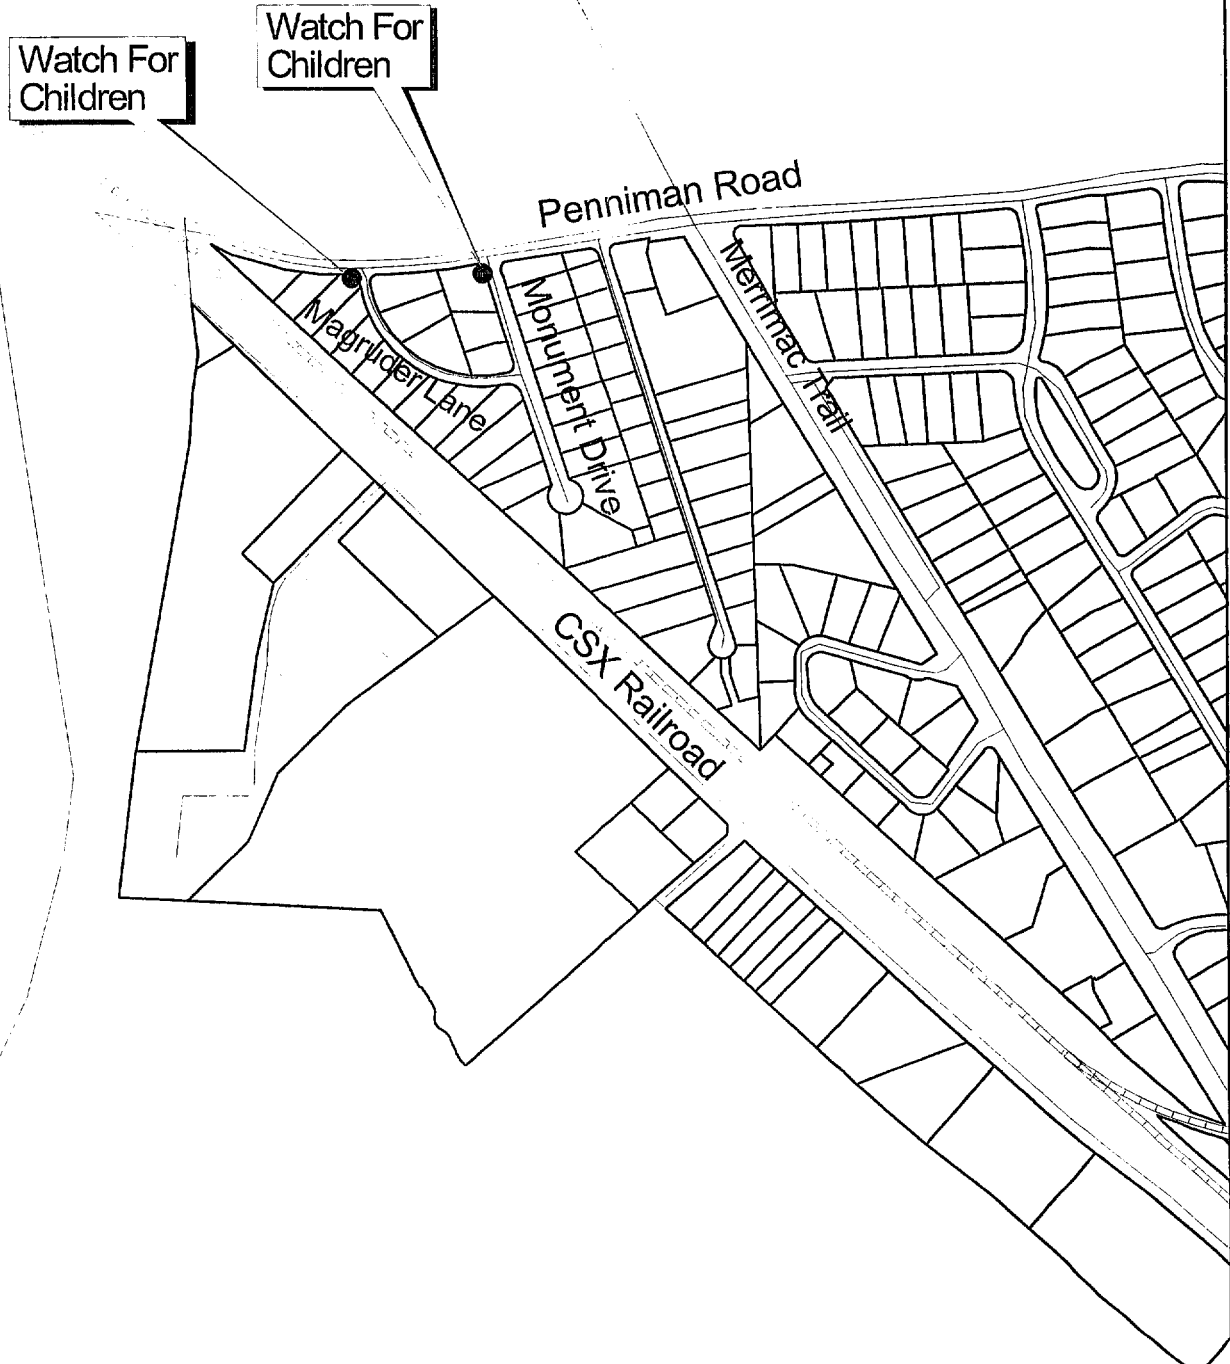 Watch For
Children
Watch For
Children
Penniman Road
Magruder Lane
Monument Drive
Merrimac Trail
CSX Railroad